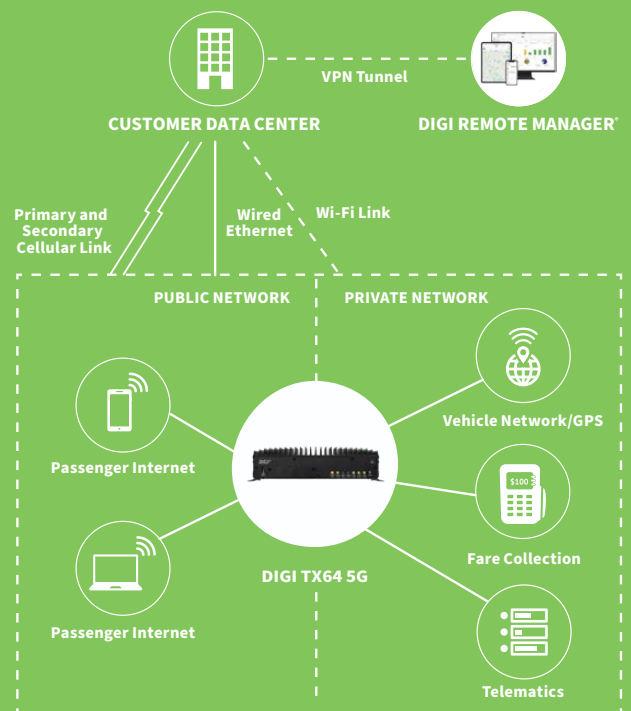 VPN Tunnel
CUSTOMER DATA CENTER
DIGI REMOTE MANAGER®
Primary and
Secondary
Cellular Link
Wired
Ethernet
Wi-Fi Link
PUBLIC NETWORK
PRIVATE NETWORK
Passenger Internet
Vehicle Network/GPS
$100
Fare Collection
DIGI TX64 5G
Passenger Internet
Telematics